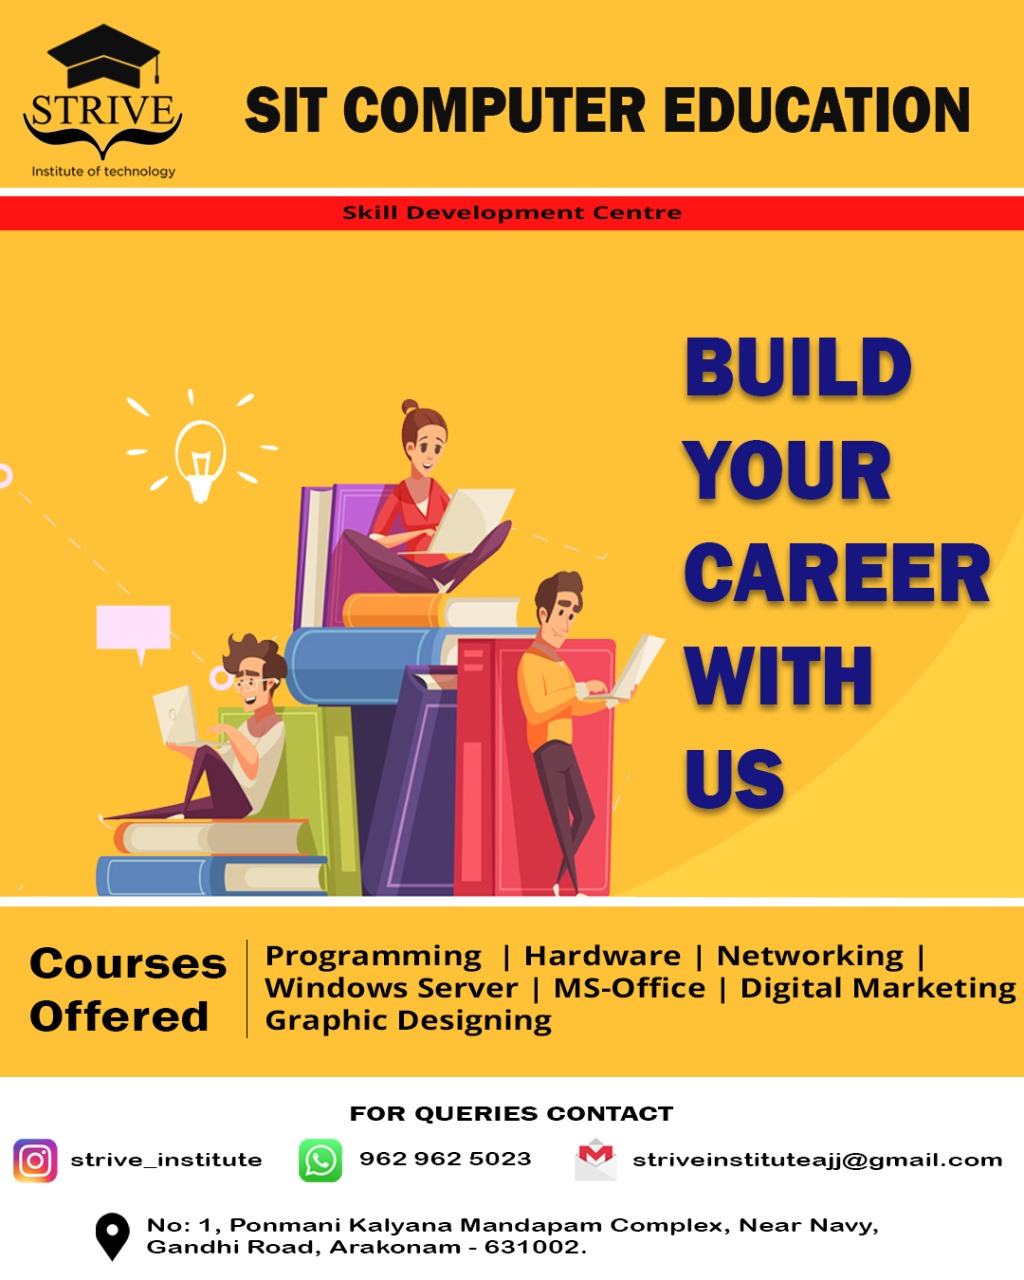 STRIVE
Institute of technology
SIT COMPUTER EDUCATION
Skill Development Centre
BUILD
YOUR
CAREER
WITH
US
Courses
Offered
Programming | Hardware | Networking |
Windows Server | MS-Office | Digital Marketing
Graphic Designing
FOR QUERIES CONTACT
strive_institute
962 962 5023
striveinstituteajj@gmail.com
No: 1, Ponmani Kalyana Mandapam Complex, Near Navy,
Gandhi Road, Arakonam - 631002.